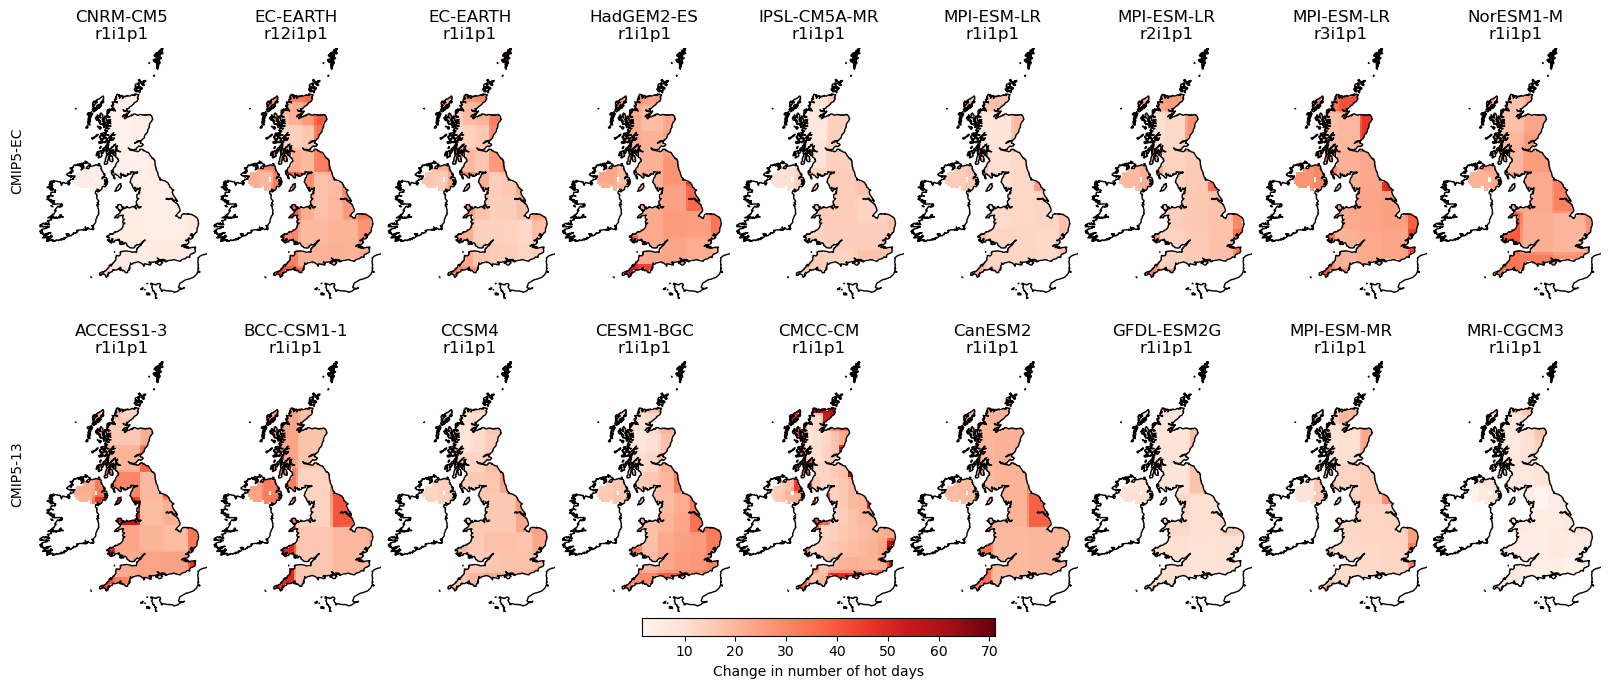 CNRM-CM5
r1i1p1
EC-EARTH
r12i1p1
EC-EARTH
r1i1p1
HadGEM2-ES
r1i1p1
IPSL-CM5A-MR
r1i1p1
MPI-ESM-LR
r1i1p1
MPI-ESM-LR
r2i1p1
MPI-ESM-LR
r3i1p1
NorESM1-M
r1i1p1
CMIP5-EC
ACCESS1-3
r1i1p1
BCC-CSM1-1
r1i1p1
CCSM4
r1i1p1
CESM1-BGC
r1i1p1
CMCC-CM
r1i1p1
CanESM2
r1i1p1
GFDL-ESM2G
r1i1p1
MPI-ESM-MR
r1i1p1
MRI-CGCM3
r1i1p1
CMIP5-13
10 20 30 40 50 60 70
Change in number of hot days